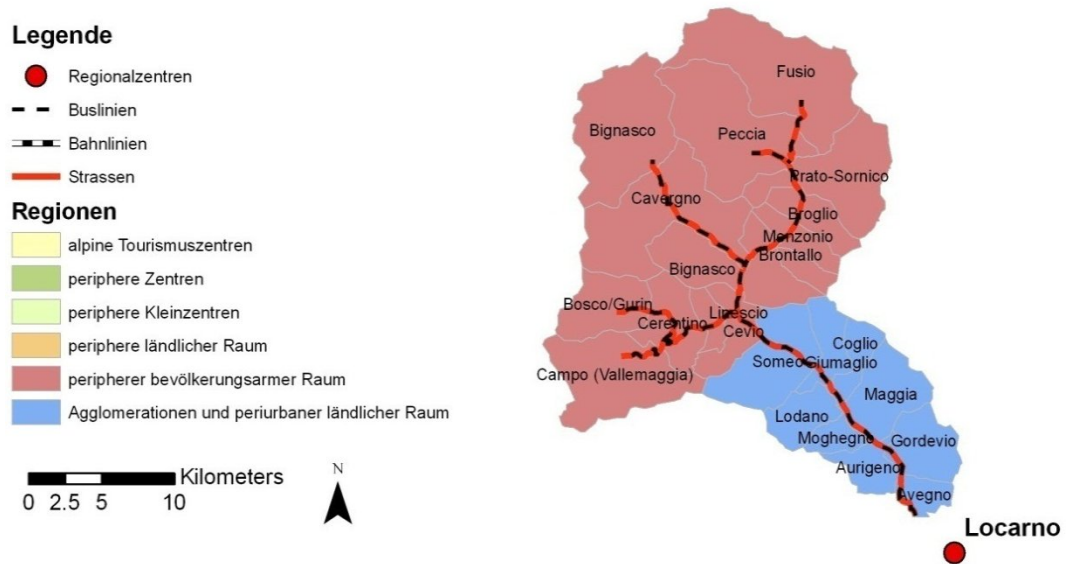 Legende
Regionalzentren
Buslinien
Bahnlinien
Strassen
Regionen
alpine Tourismuszentren
periphere Zentren
periphere Kleinzentren
periphere ländlicher Raum
peripherer bevölkerungsarmer Raum
Agglomerationen und periurbaner ländlicher Raum
Kilometers
0 2.5 5 10
N
Fusio
Bignasco
Peccia
Prato-Sornico
Cavergno
Broglio
Menzonio
Brontallo
Bignasco
Bosco/Gurin
Linescio
Cerentino
Cevio
Campo (Vallemaggia)
Coglio
Someo
Giumaglio
Maggia
Lodano
Moghegno
Gordevio
Aurigeno
Avegno
Locarno